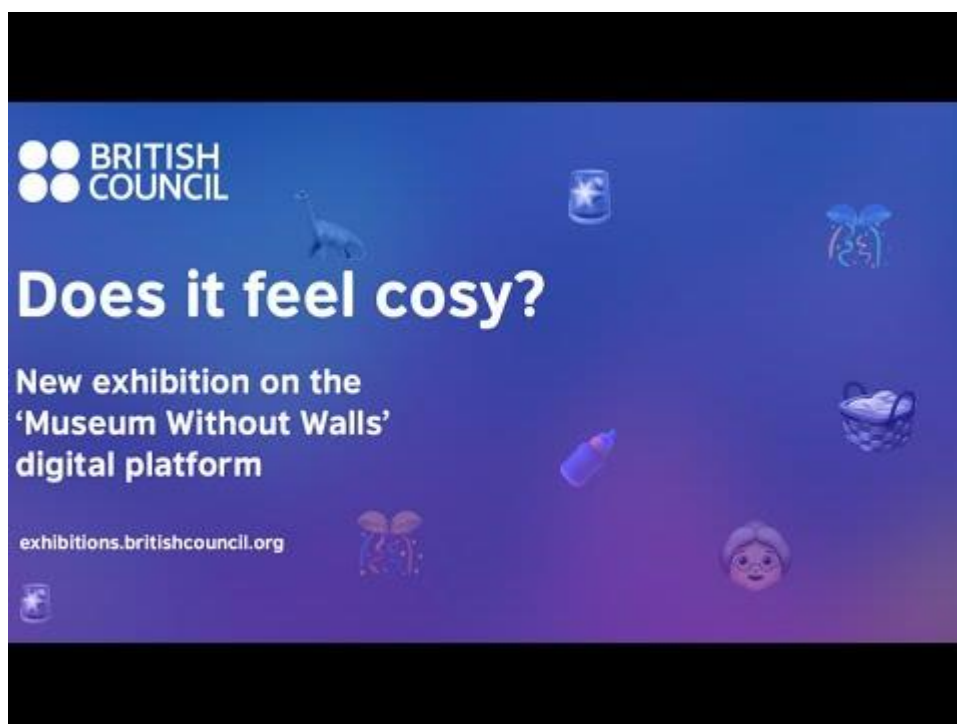 BRITISH
COUNCIL
Does it feel cosy?
New exhibition on the
‘Museum Without Walls’
digital platform
exhibitions.britishcouncil.org